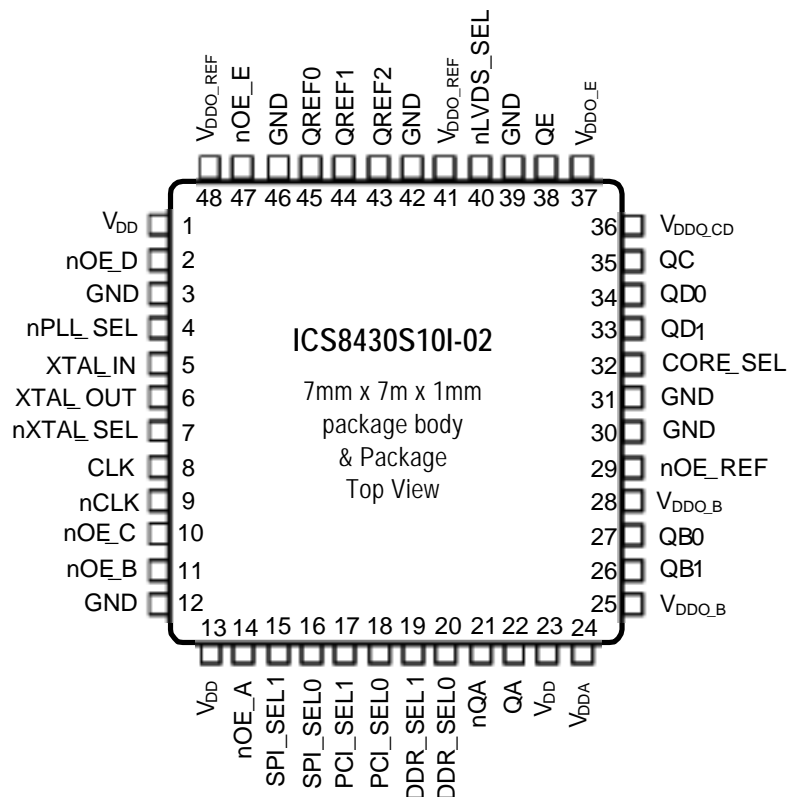 VDDO_REF
nOE_E
GND
QREF0
QREF1
QREF2
GND
VDDO_REF
nLVDS_SEL
GND
QE
VDDO_E
48 47 46 45 44 43 42 41 40 39 38 37
VDD 1
nOE_D 2
GND 3
nPLL_SEL 4
XTAL_IN 5
XTAL_OUT 6
nXTAL_SEL 7
CLK 8
nCLK 9
nOE_C 10
nOE_B 11
GND 12
ICS8430S10I-02
7mm x 7m x 1mm
package body
& Package
Top View
36 VDDO_CD
35 QC
34 QD0
33 QD1
32 CORE_SEL
31 GND
30 GND
29 nOE_REF
28 VDDO_B
27 QB0
26 QB1
25 VDDO_B
13 14 15 16 17 18 19 20 21 22 23 24
VDD
nOE_A
SPI_SEL1
SPI_SEL0
PCI_SEL1
PCI_SEL0
DDR_SEL1
DDR_SEL0
nQA
QA
VDD
VDDA